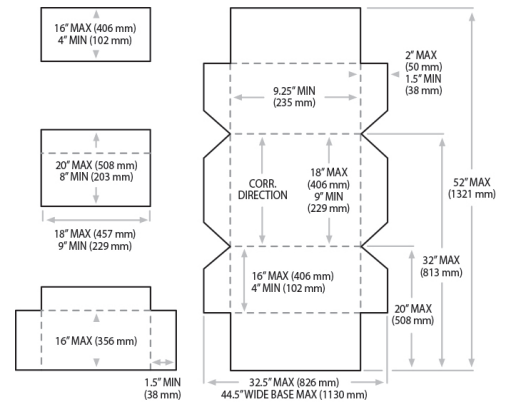 16" MAX (406 mm)
4" MIN (102 mm)
20" MAX (508 mm)
8" MIN (203 mm)
18" MAX (457 mm)
9" MIN (229 mm)
16" MAX (356 mm)
1.5" MIN
(38 mm)
9.25" MIN
(235 mm)
2" MAX
(50 mm)
1.5" MIN
(38 mm)
CORR.
DIRECTION
18" MAX
(406 mm)
9" MIN
(229 mm)
16" MAX (406 mm)
4" MIN (102 mm)
52" MAX
(1321 mm)
32" MAX
(813 mm)
20" MAX
(508 mm)
32.5" MAX (826 mm)
44.5" WIDE BASE MAX (1130 mm)